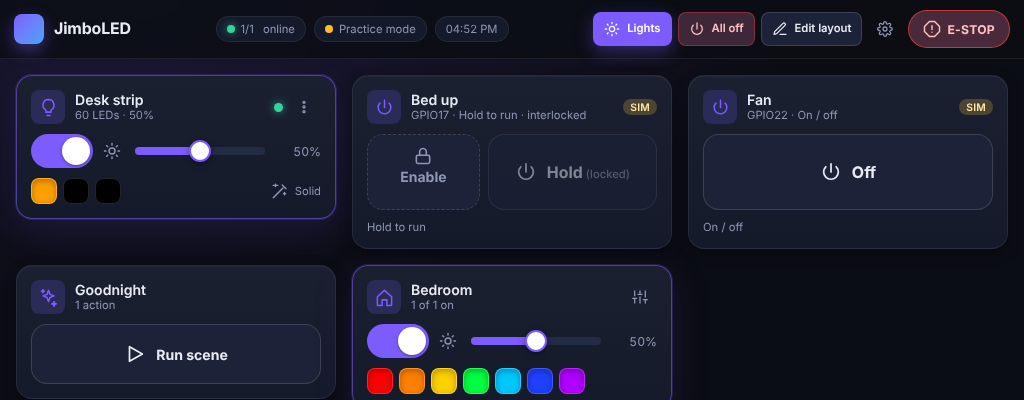 JimboLED
1/1 online
Practice mode
04:52 PM
Lights
All off
Edit layout
E-STOP
Desk strip
60 LEDs · 50%
50%
Solid
Bed up
GPIO17 · Hold to run · interlocked
SIM
Enable
Hold (locked)
Hold to run
Fan
GPIO22 · On / off
SIM
Off
On / off
Goodnight
1 action
Run scene
Bedroom
1 of 1 on
50%